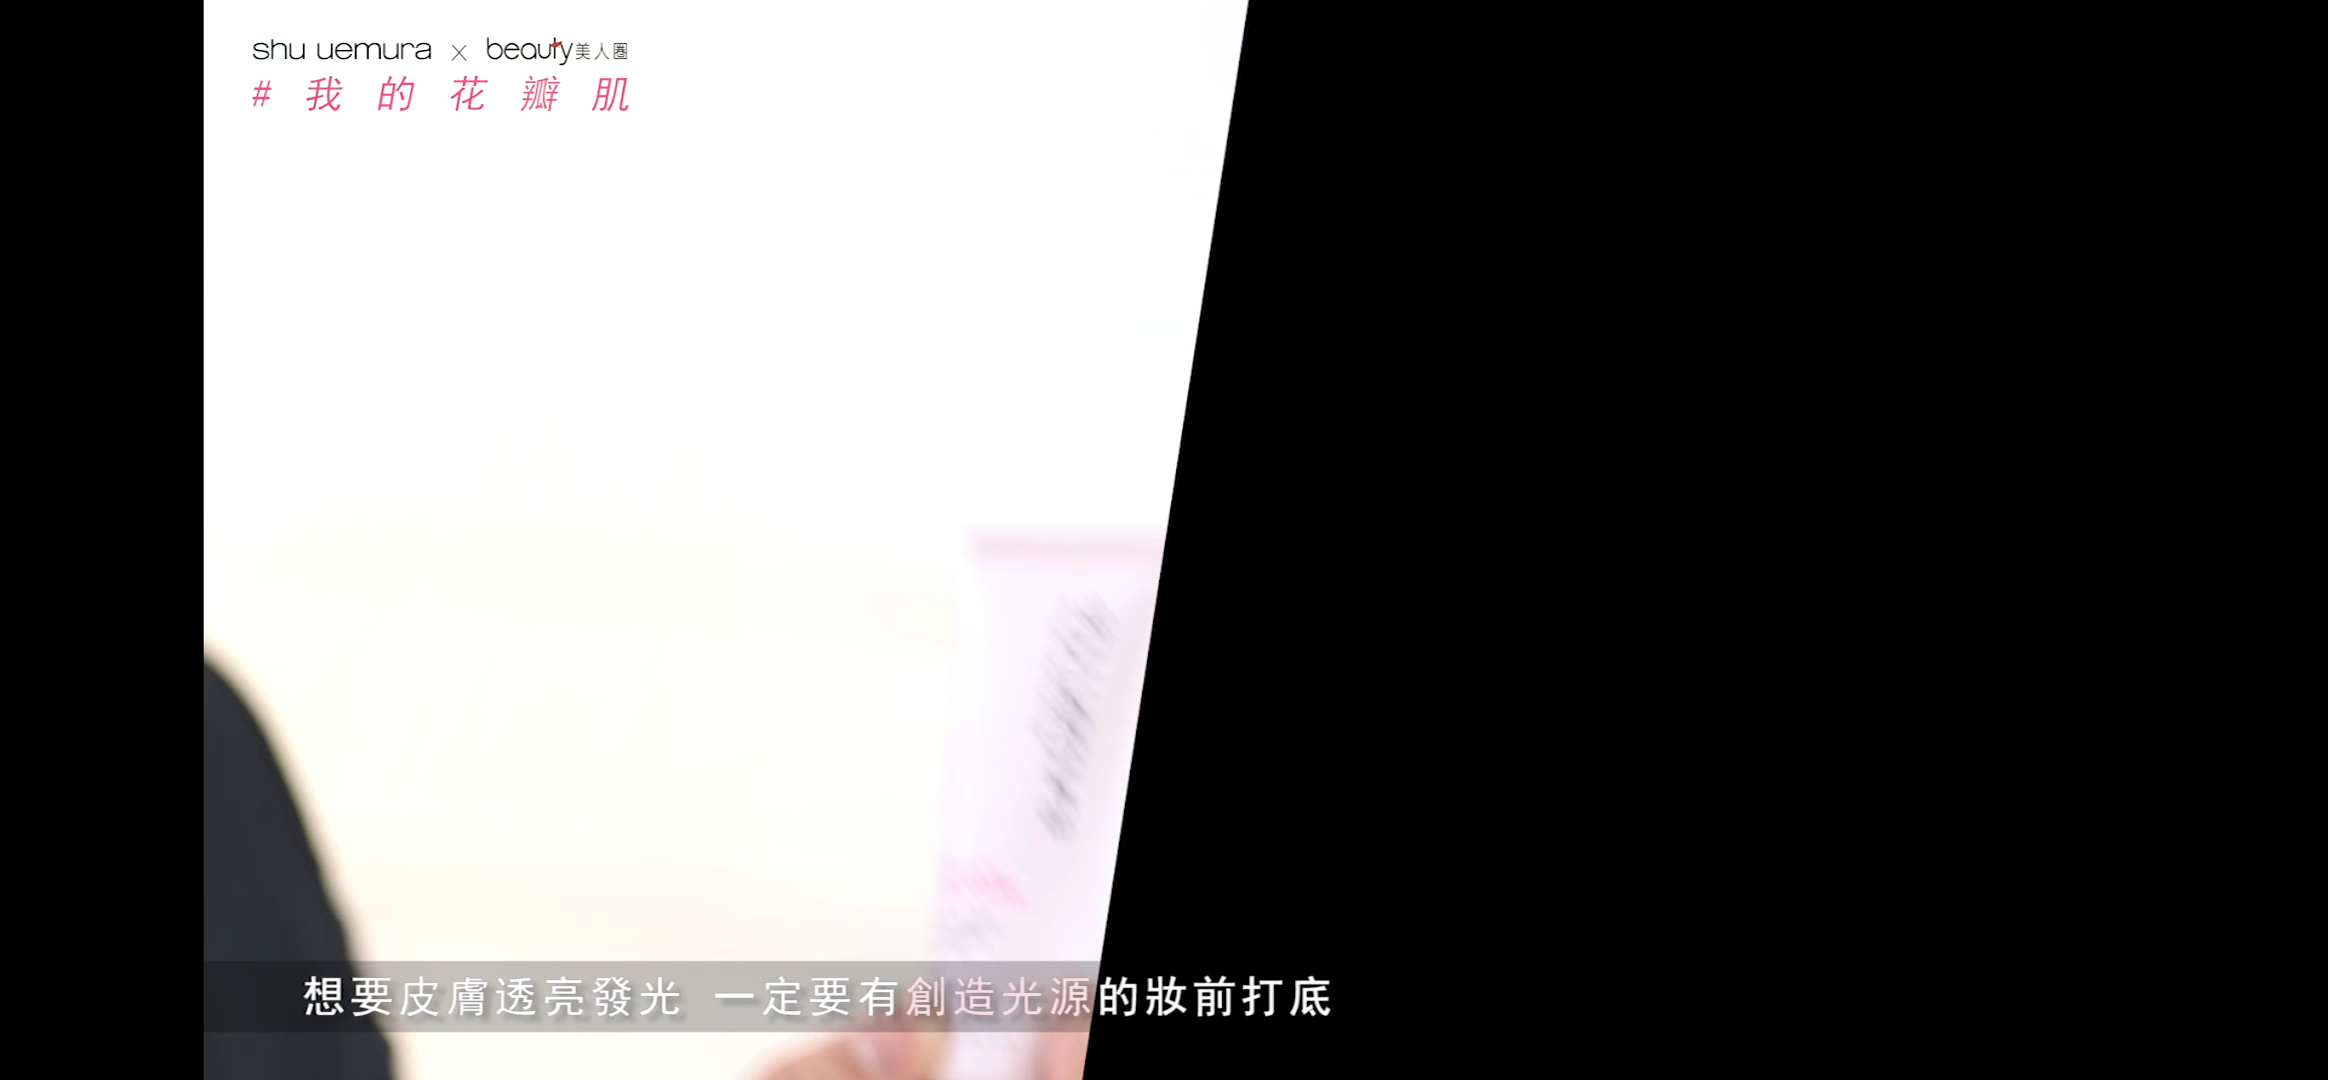 shu uemura × beauty美人圈
#我的花瓣肌
想要皮膚透亮發光 一定要有創造光源的妝前打底